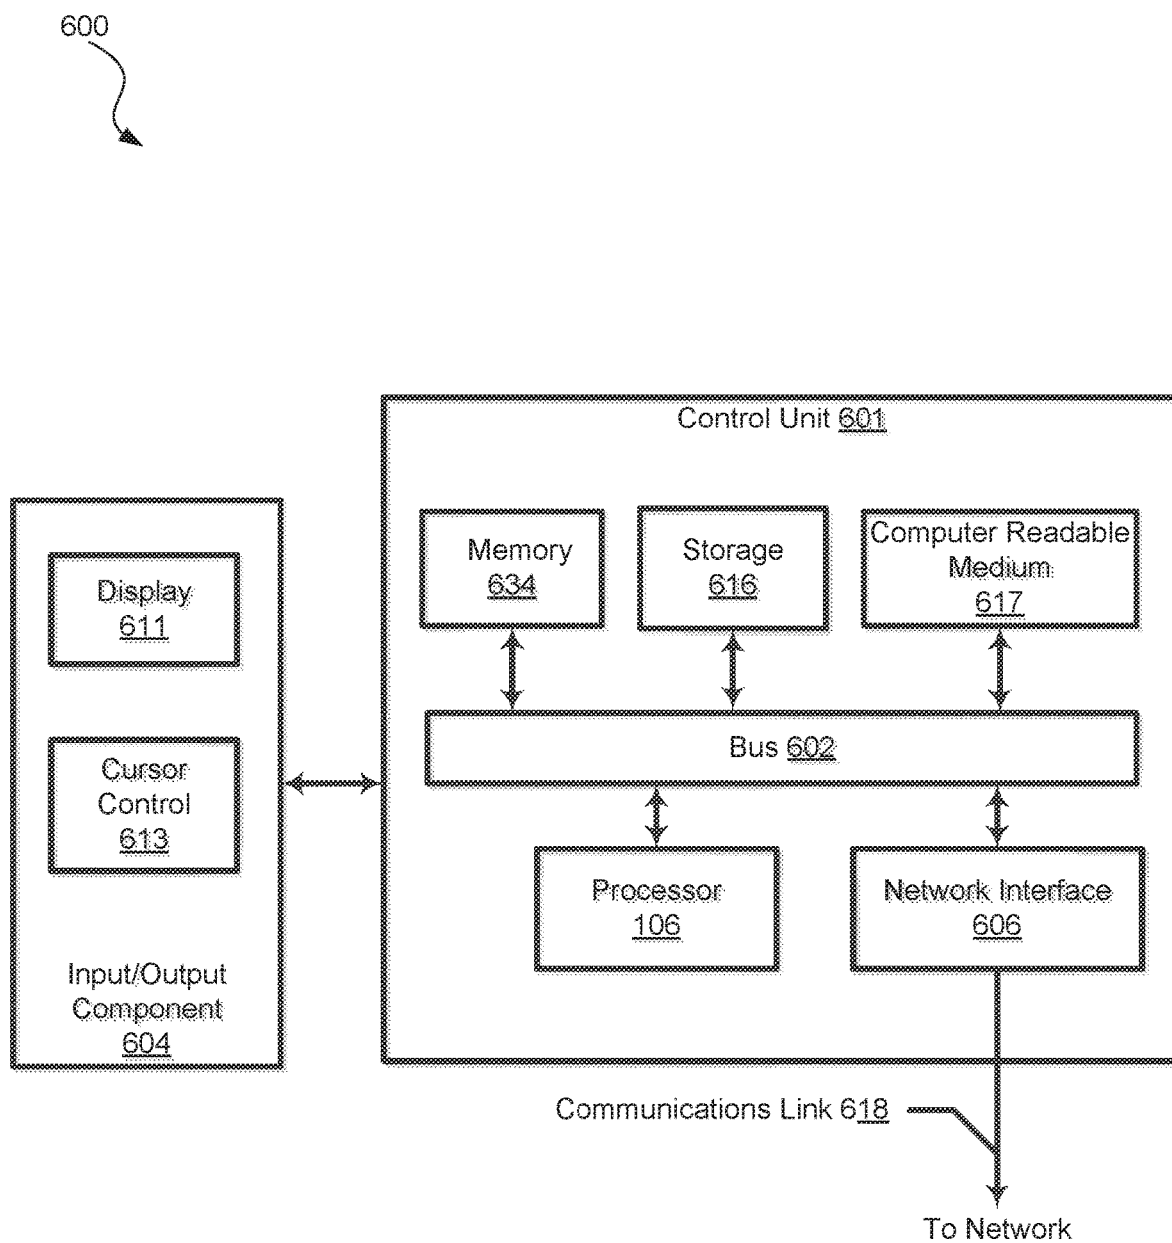 600
Control Unit 601
Memory
634
Storage
616
Computer Readable
Medium
617
Display
611
Bus 602
Cursor
Control
613
Processor
106
Network Interface
606
Input/Output
Component
604
Communications Link 618
To Network